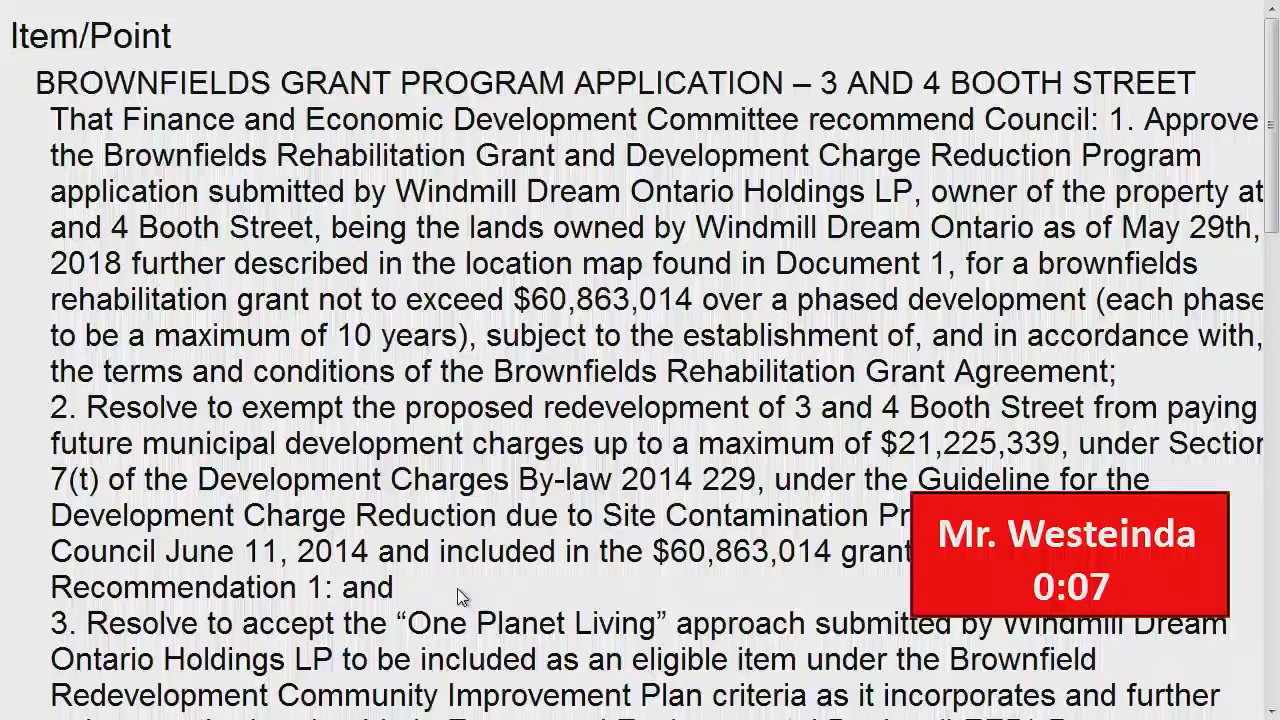 Item/Point
BROWNFIELDS GRANT PROGRAM APPLICATION – 3 AND 4 BOOTH STREET
That Finance and Economic Development Committee recommend Council: 1. Approve
the Brownfields Rehabilitation Grant and Development Charge Reduction Program
application submitted by Windmill Dream Ontario Holdings LP, owner of the property at
and 4 Booth Street, being the lands owned by Windmill Dream Ontario as of May 29th,
2018 further described in the location map found in Document 1, for a brownfields
rehabilitation grant not to exceed $60,863,014 over a phased development (each phase
to be a maximum of 10 years), subject to the establishment of, and in accordance with,
the terms and conditions of the Brownfields Rehabilitation Grant Agreement;
2. Resolve to exempt the proposed redevelopment of 3 and 4 Booth Street from paying
future municipal development charges up to a maximum of $21,225,339, under Section
7(t) of the Development Charges By-law 2014 229, under the Guideline for the
Development Charge Reduction due to Site Contamination Pr
Council June 11, 2014 and included in the $60,863,014 grant
Recommendation 1: and
3. Resolve to accept the “One Planet Living” approach submitted by Windmill Dream
Ontario Holdings LP to be included as an eligible item under the Brownfield
Redevelopment Community Improvement Plan criteria as it incorporates and further
Mr. Westeinda
0:07